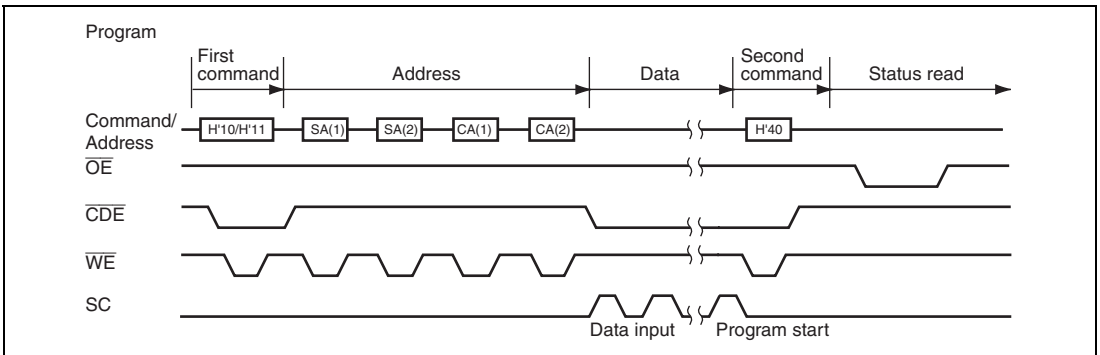 Program
First command
Address
Data
Second command
Status read
Command/
Address
H'10/H'11
SA(1)
SA(2)
CA(1)
CA(2)
H'40
OE
CDE
WE
SC
Data input
Program start